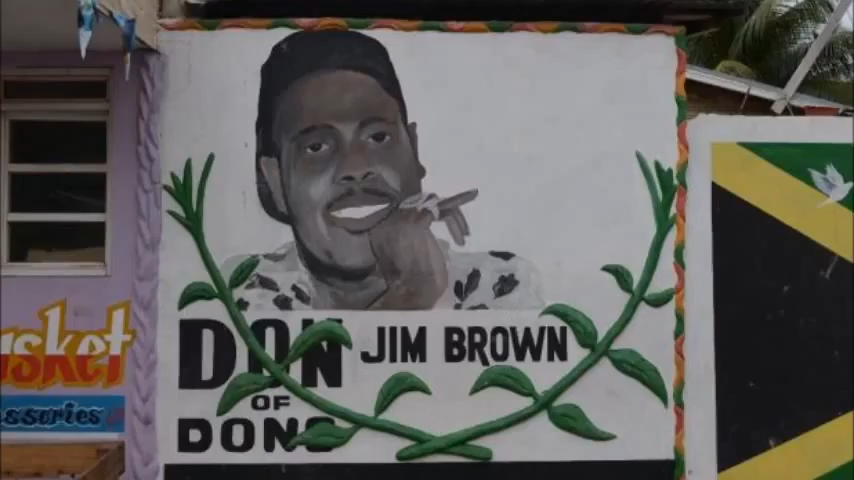 DON JIM BROWN
OF
DONS
sket
ssories